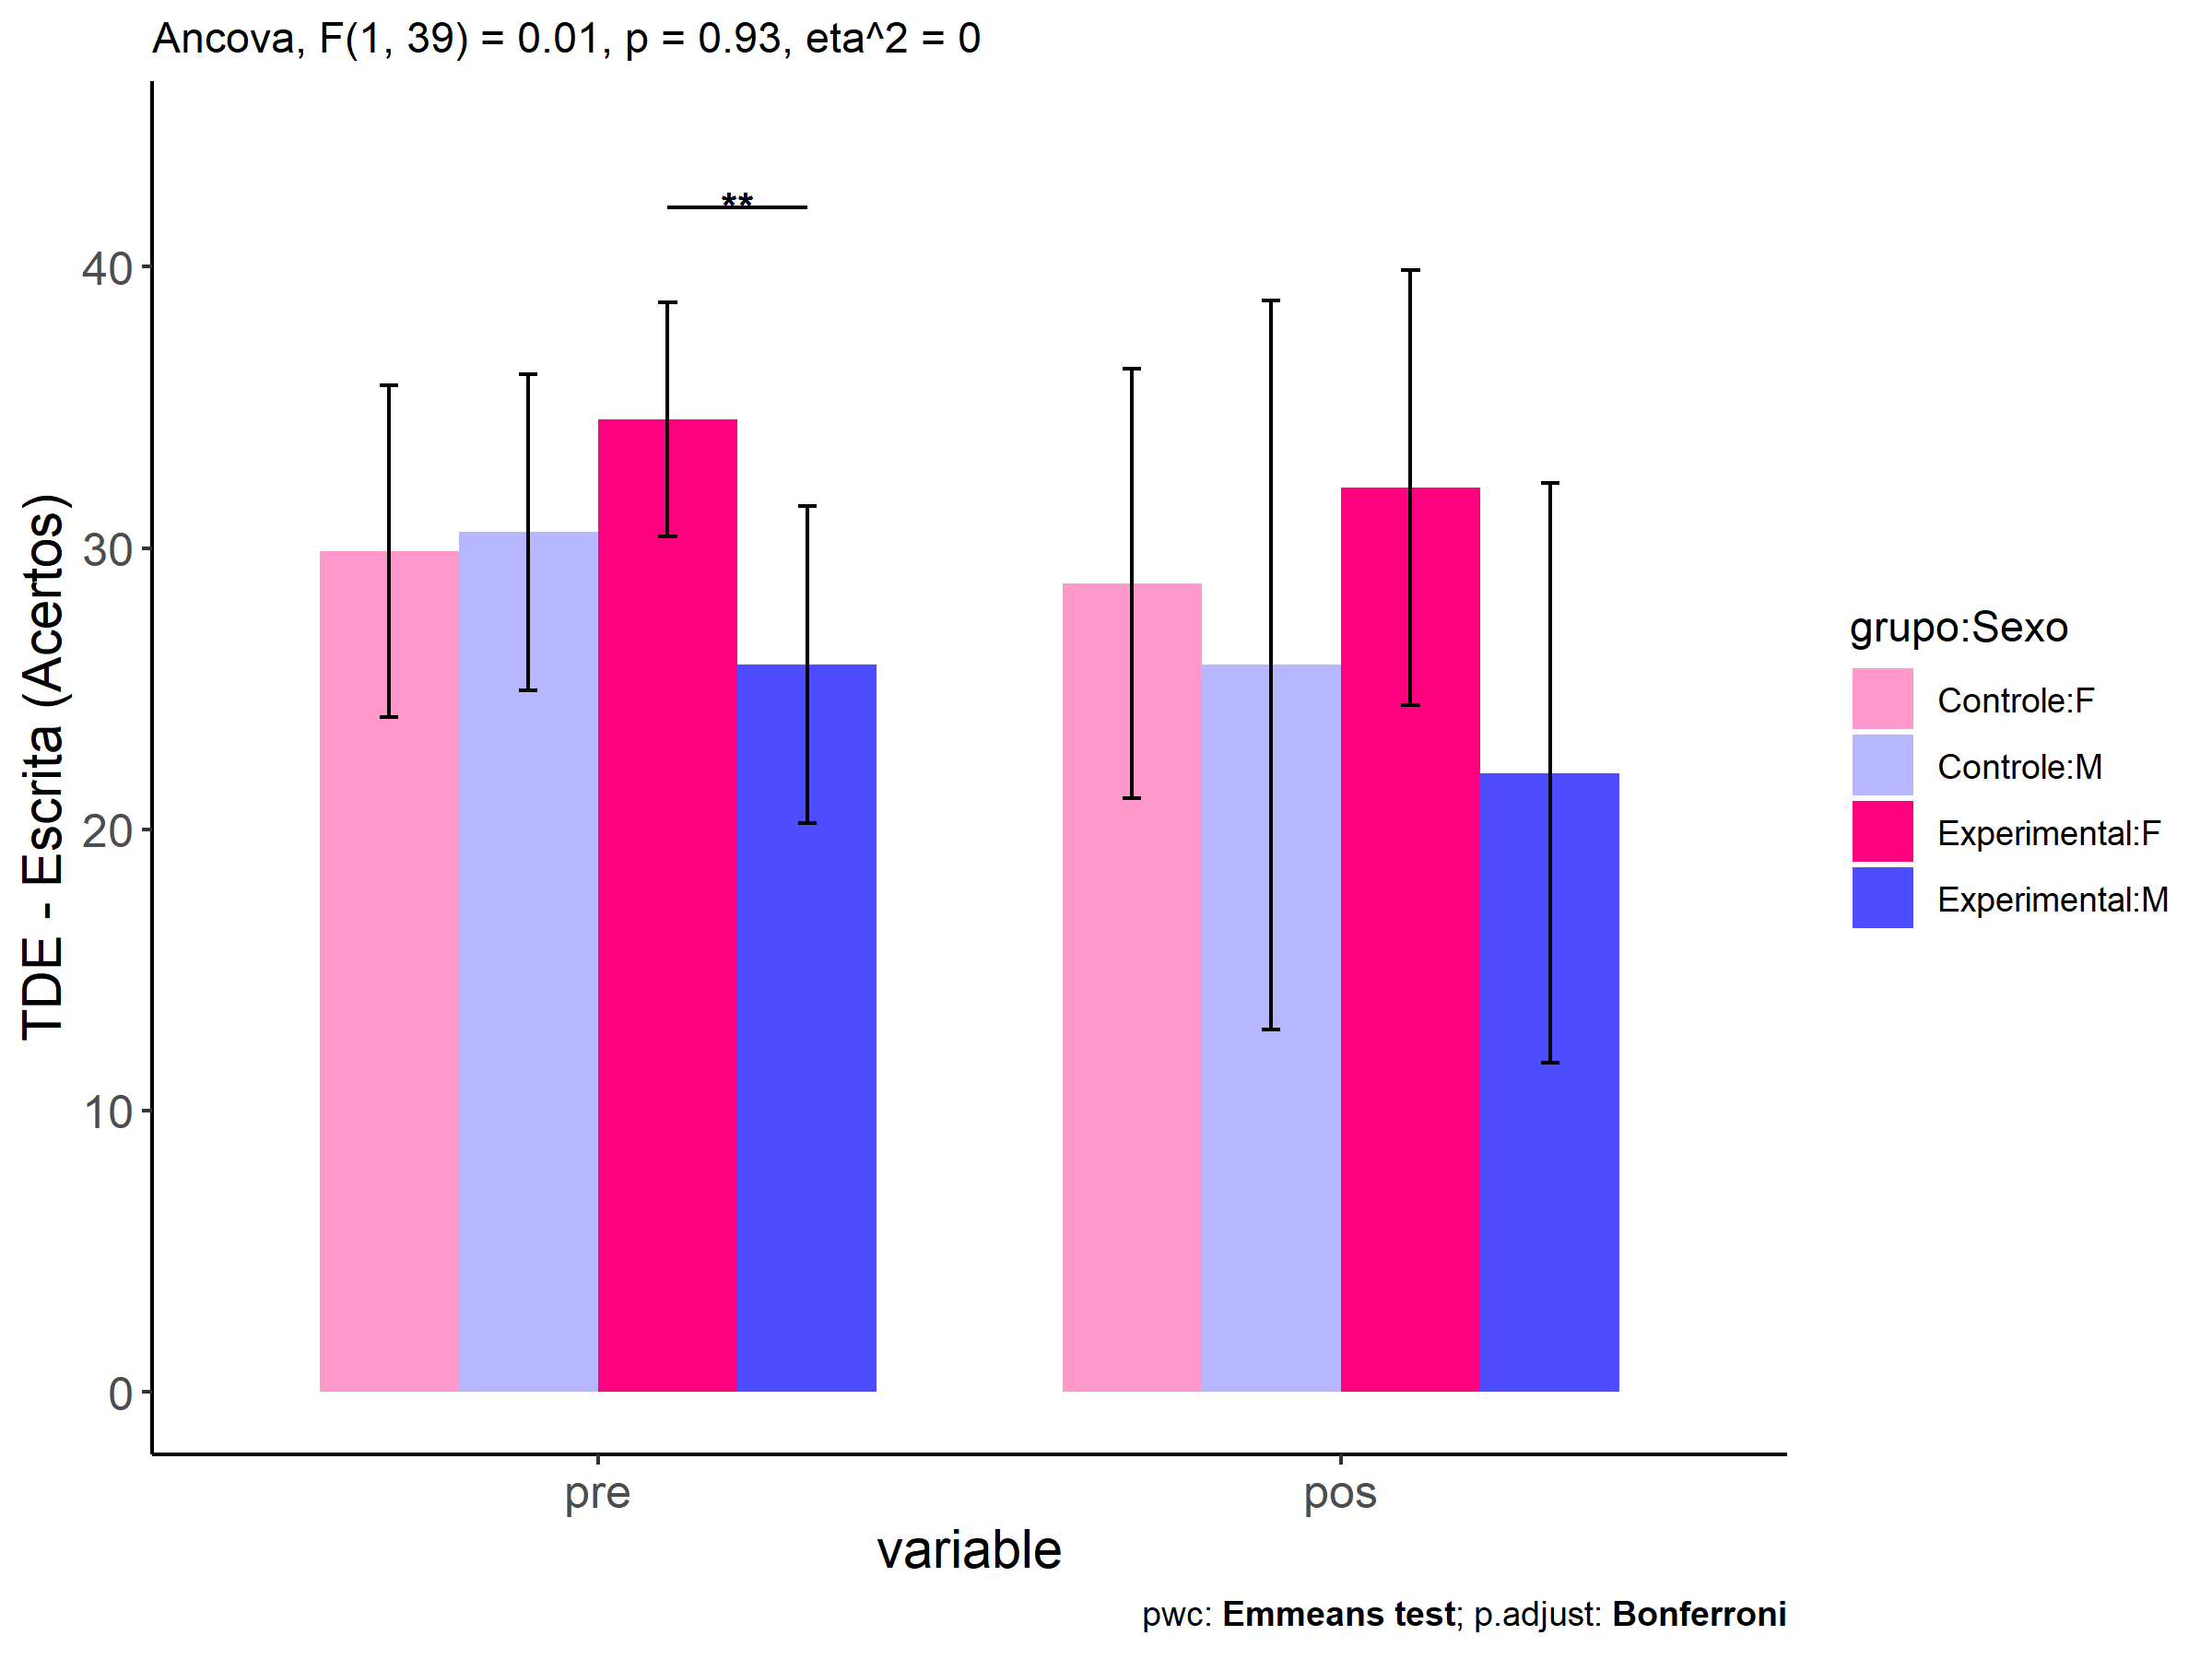 Ancova, F(1, 39) = 0.01, p = 0.93, eta^2 = 0
**
TDE - Escrita (Acertos)
40
30
20
10
0
pre
pos
variable
grupo:Sexo
Controle:F
Controle:M
Experimental:F
Experimental:M
pwc: Emmeans test; p.adjust: Bonferroni